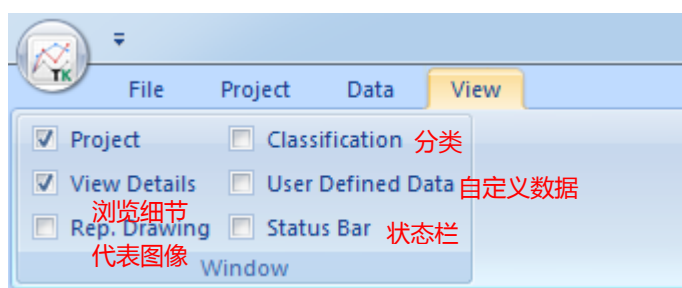 TK
File Project Data View
Project Classification 分类
View Details User Defined Data 自定义数据
浏览细节
Rep. Drawing Status Bar 状态栏
代表图像
Window